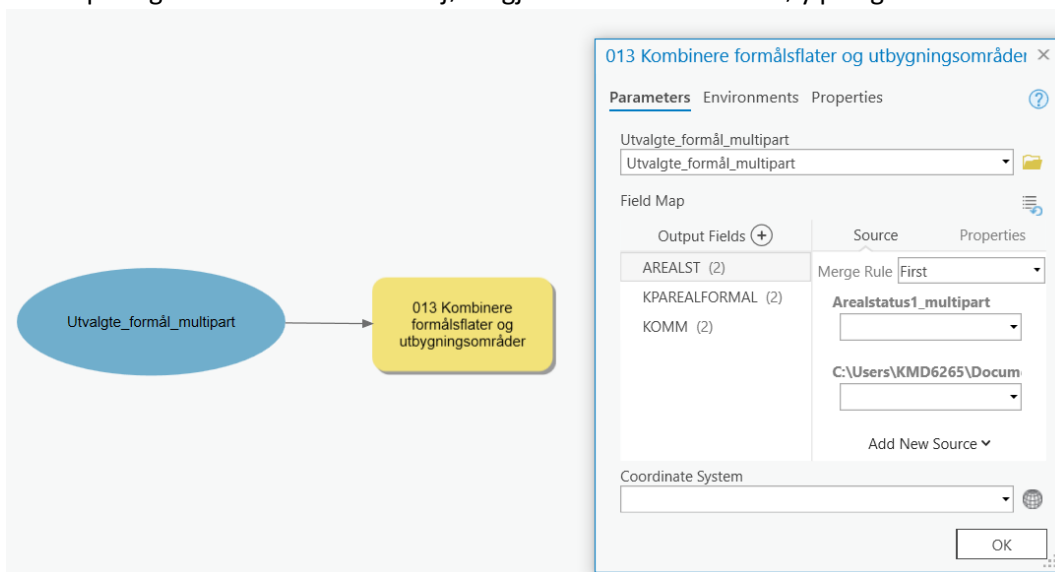 013 Kombinere formålsflater og utbygningsområder
Parameters Environments Properties
Utvalgte_formål_multipart
Utvalgte_formål_multipart
Field Map
Output Fields
Source Properties
AREALST (2)
KPAREALFORMAL (2)
KOMM (2)
Merge Rule First
Arealstatus1_multipart
C:\Users\KMD6265\Docum
Add New Source
Coordinate System
OK
Utvalgte_formål_multipart
013 Kombinere
formålsflater og
utbygningsområder